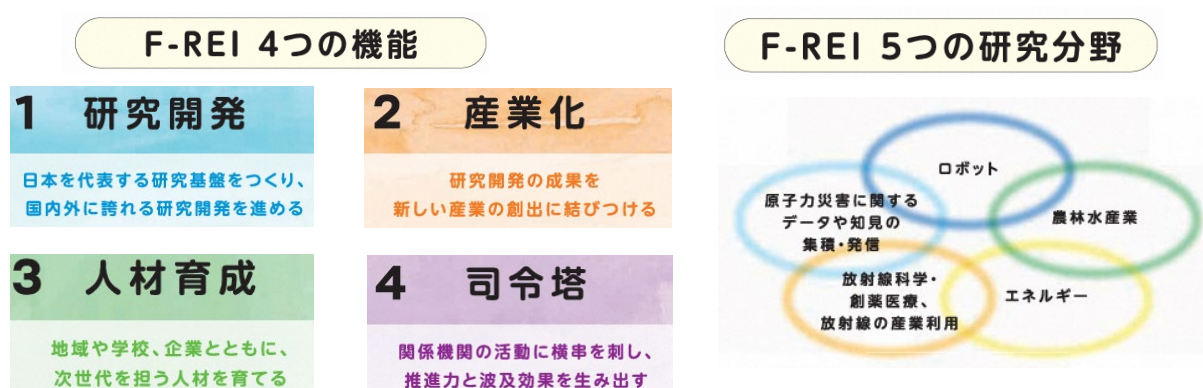 F-REI 4つの機能
1 研究開発
日本を代表する研究基盤をつくり、
国内外に誇れる研究開発を進める
2 産業化
研究開発の成果を
新しい産業の創出に結びつける
3 人材育成
地域や学校、企業とともに、
次世代を担う人材を育てる
4 司令塔
関係機関の活動に横串を刺し、
推進力と波及効果を生み出す
F-REI 5つの研究分野
ロボット
原子力災害に関する
データや知見の
集積・発信
農林水産業
放射線科学・
創薬医療、
放射線の産業利用
エネルギー